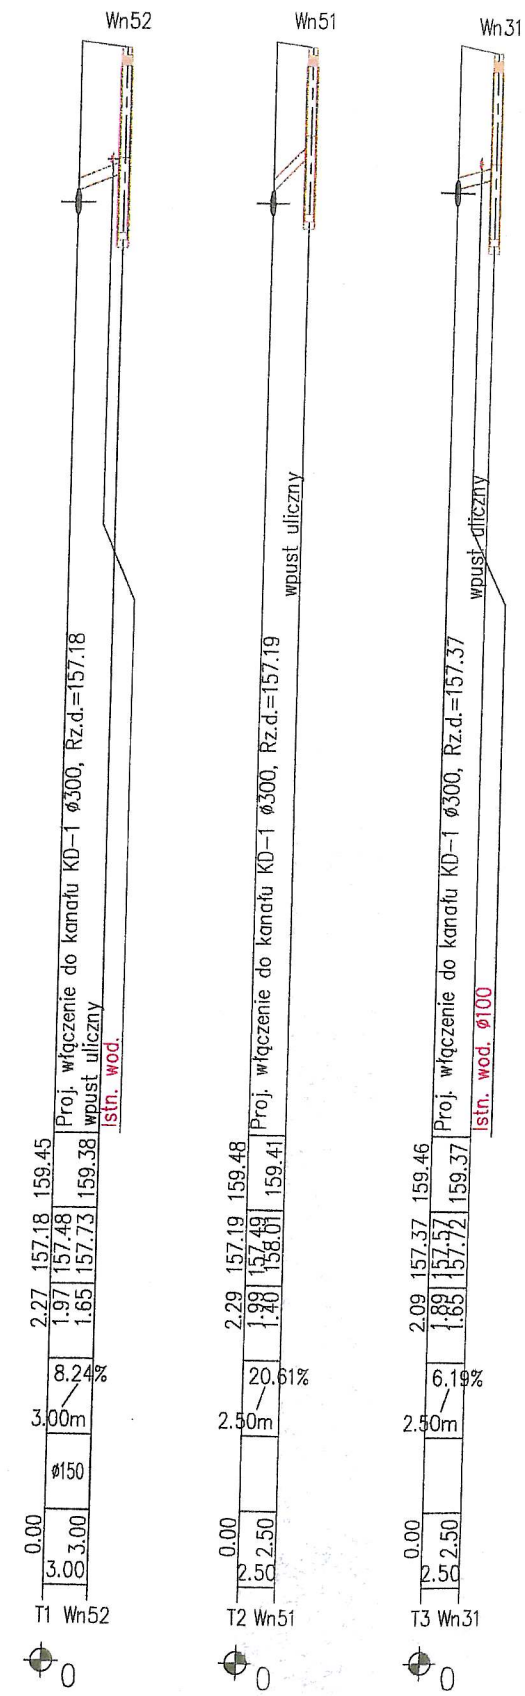 Wn52
Proj. włączenie do kanału KD-1 ø300, Rz.d.=157.18
wpust uliczny
Istn. wod.
159.45
159.38
157.18
157.48
157.73
2.27
1.97
1.65
8.24%
3.00m
ø150
0.00
3.00
3.00
T1 Wn52
0
Wn51
wpust uliczny
Proj. włączenie do kanału KD-1 ø300, Rz.d.=157.19
159.48
159.41
157.19
157.49
158.01
2.29
1.99
1.40
20.61%
2.50m
0.00
2.50
2.50
T2 Wn51
0
Wn31
wpust uliczny
Proj. włączenie do kanału KD-1 ø300, Rz.d.=157.37
Istn. wod. ø100
159.46
159.37
157.37
157.57
157.72
2.09
1.89
1.65
6.19%
2.50m
0.00
2.50
2.50
T3 Wn31
0